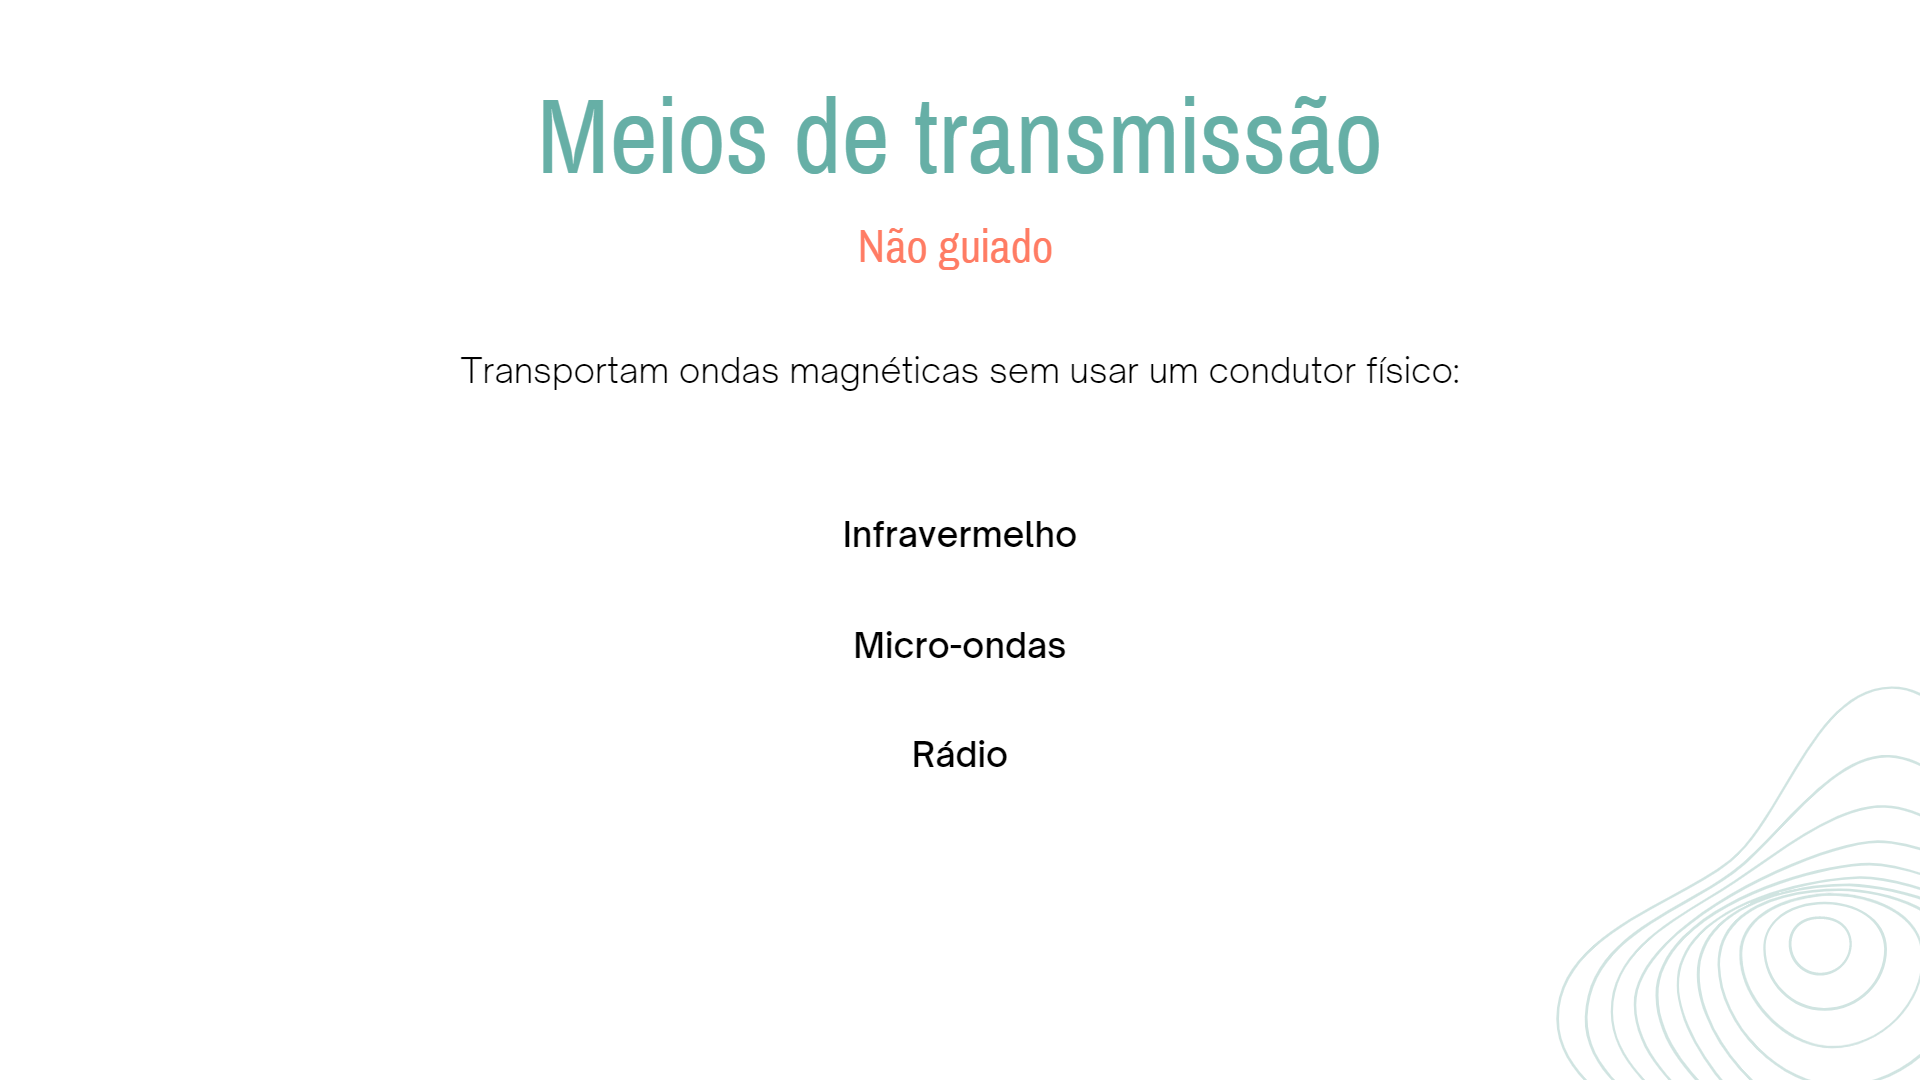 Meios de transmissão
Não guiado
Transportam ondas magnéticas sem usar um condutor físico:
Infravermelho
Micro-ondas
Rádio